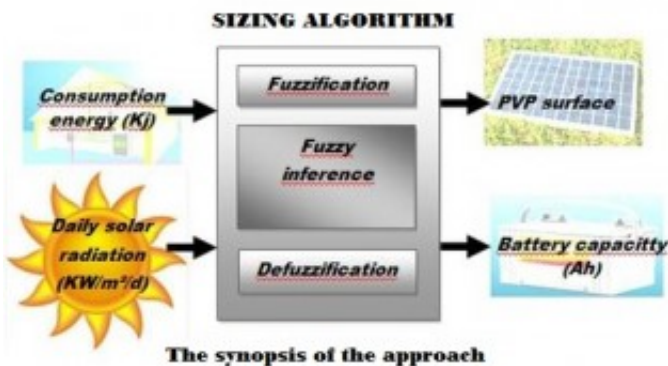 SIZING ALGORITHM
Consumption
energy (Kj)
Daily solar
radiation
(KW/m²/d)
Fuzzification
Fuzzy
inference
Defuzzification
PVP surface
Battery capacitty
(Ah)
The synopsis of the approach